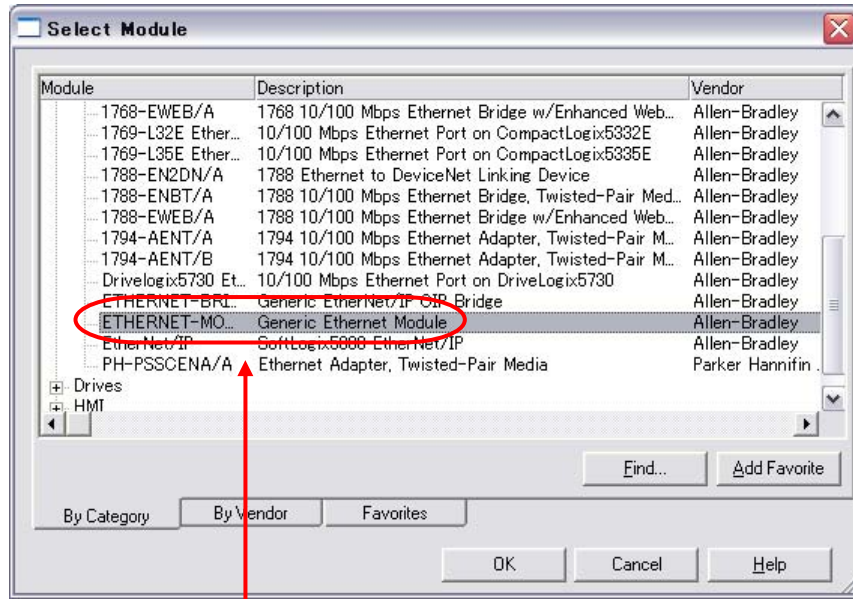 Select Module
Module Description Vendor
1768-EWEB/A 1768 10/100 Mbps Ethernet Bridge w/Enhanced Web... Allen-Bradley
1769-L32E Ether... 10/100 Mbps Ethernet Port on CompactLogix5332E Allen-Bradley
1769-L35E Ether... 10/100 Mbps Ethernet Port on CompactLogix5335E Allen-Bradley
1788-EN2DN/A 1788 Ethernet to DeviceNet Linking Device Allen-Bradley
1788-ENBT/A 1788 10/100 Mbps Ethernet Bridge, Twisted-Pair Med... Allen-Bradley
1788-EWEB/A 1788 10/100 Mbps Ethernet Bridge w/Enhanced Web... Allen-Bradley
1794-AENT/A 1794 10/100 Mbps Ethernet Adapter, Twisted-Pair M... Allen-Bradley
1794-AENT/B 1794 10/100 Mbps Ethernet Adapter, Twisted-Pair M... Allen-Bradley
Drivelogix5730 Et... 10/100 Mbps Ethernet Port on DriveLogix5730 Allen-Bradley
ETHERNET-BRI... Generic EtherNet/IP CIP Bridge Allen-Bradley
ETHERNET-MO... Generic Ethernet Module Allen-Bradley
EtherNet/IP SoftLogix5800 EtherNet/IP Allen-Bradley
PH-PSSCENA/A Ethernet Adapter, Twisted-Pair Media Parker Hannifin .
Drives
HMI
Find... Add Favorite
By Category By Vendor Favorites
OK Cancel Help